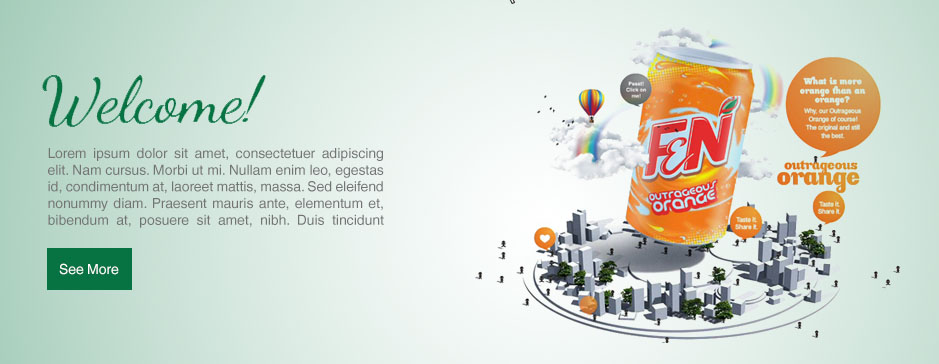 Welcome!
Lorem ipsum dolor sit amet, consectetuer adipiscing
elit. Nam cursus. Morbi ut mi. Nullam enim leo, egestas
id, condimentum at, laoreet mattis, massa. Sed eleifend
nonummy diam. Praesent mauris ante, elementum et,
bibendum at, posuere sit amet, nibh. Duis tincidunt
See More
Pssst!
Click on
me!
F&N
OUTRAGEOUS
ORANGE
What is more
orange than an
orange?
Why, our Outrageous
Orange of course!
The original and still
the best.
outrageous
orange
Taste it.
Share it.
Taste it.
Share it.